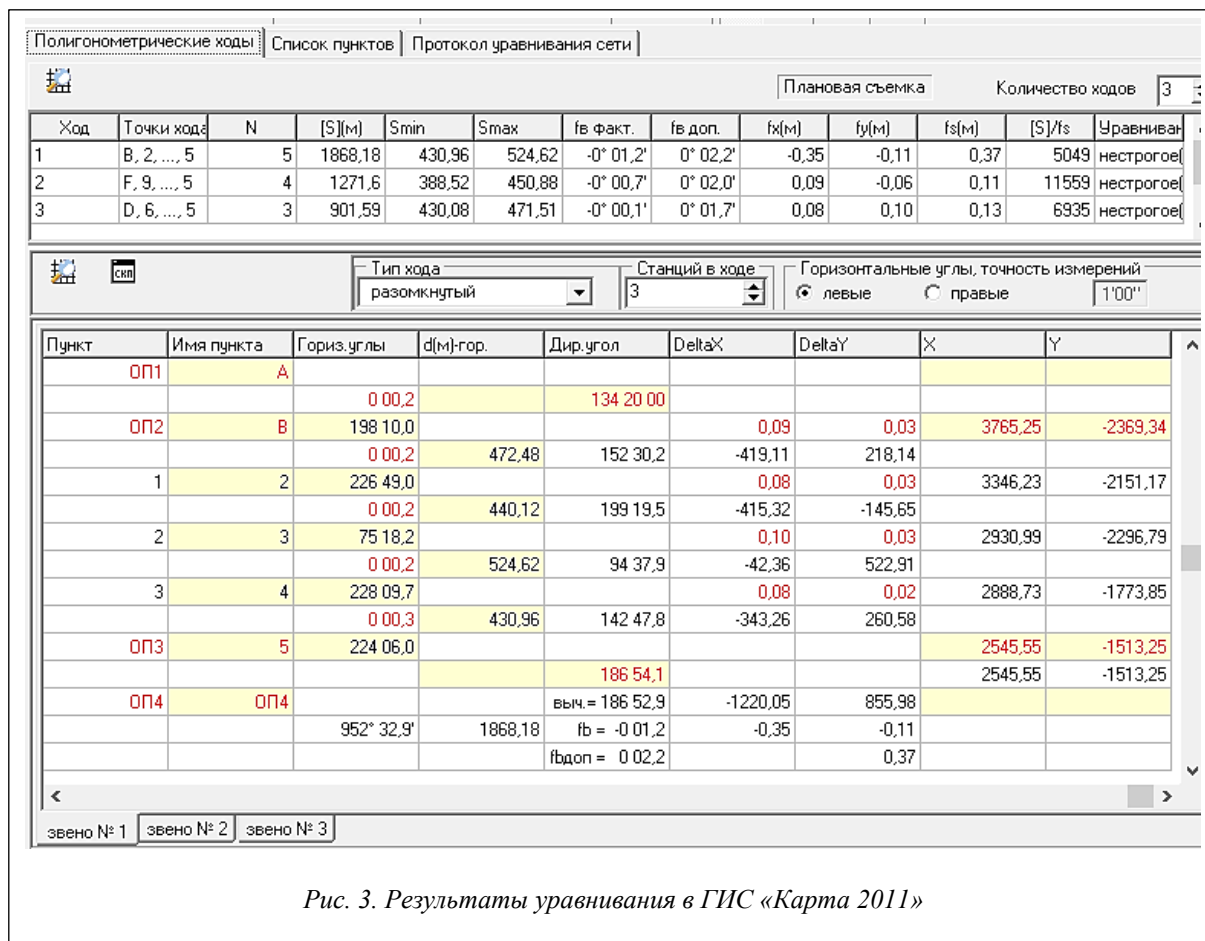 Полигонометрические ходы Список пунктов Протокол уравнивания сети
Плановая съемка Количество ходов 3
Ход Точки хода N [S](м) Smin Smax fв факт. fв доп. fx(м) fy(м) fs(м) [S]/fs Уравниван
1 B, 2, ..., 5 5 1868,18 430,96 524,62 -0° 01,2' 0° 02,2' -0,35 -0,11 0,37 5049 нестрогое(
2 F, 9, ..., 5 4 1271,6 388,52 450,88 -0° 00,7' 0° 02,0' 0,09 -0,06 0,11 11559 нестрогое(
3 D, 6, ..., 5 3 901,59 430,08 471,51 -0° 00,1' 0° 01,7' 0,08 0,10 0,13 6935 нестрогое(
скп Тип хода Станций в ходе Горизонтальные углы, точность измерений
разомкнутый 3 левые правые 1'00"
Пункт Имя пункта Гориз.углы d(м)-гор. Дир.угол DeltaX DeltaY X Y
ОП1 A
0 00,2 134 20 00
ОП2 B 198 10,0 0,09 0,03 3765,25 -2369,34
0 00,2 472,48 152 30,2 -419,11 218,14
1 2 226 49,0 0,08 0,03 3346,23 -2151,17
0 00,2 440,12 199 19,5 -415,32 -145,65
2 3 75 18,2 0,10 0,03 2930,99 -2296,79
0 00,2 524,62 94 37,9 -42,36 522,91
3 4 228 09,7 0,08 0,02 2888,73 -1773,85
0 00,3 430,96 142 47,8 -343,26 260,58
ОП3 5 224 06,0 2545,55 -1513,25
186 54,1 2545,55 -1513,25
ОП4 ОП4 выч.= 186 52,9 -1220,05 855,98
952° 32,9' 1868,18 fb = -0 01,2 -0,35 -0,11
fbдоп = 0 02,2 0,37
звено № 1 звено № 2 звено № 3
Рис. 3. Результаты уравнивания в ГИС «Карта 2011»